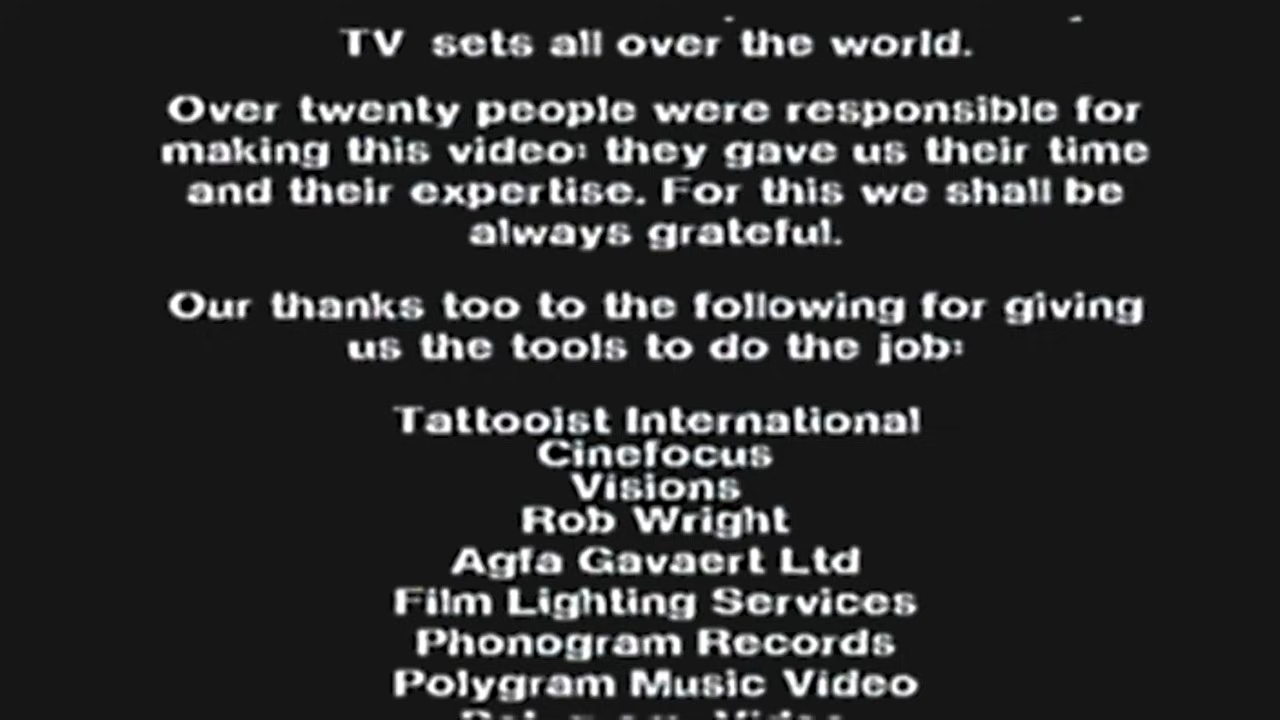 TV sets all over the world.
Over twenty people were responsible for
making this video: they gave us their time
and their expertise. For this we shall be
always grateful.
Our thanks too to the following for giving
us the tools to do the job:
Tattooist International
Cinefocus
Visions
Rob Wright
Agfa Gavaert Ltd
Film Lighting Services
Phonogram Records
Polygram Music Video